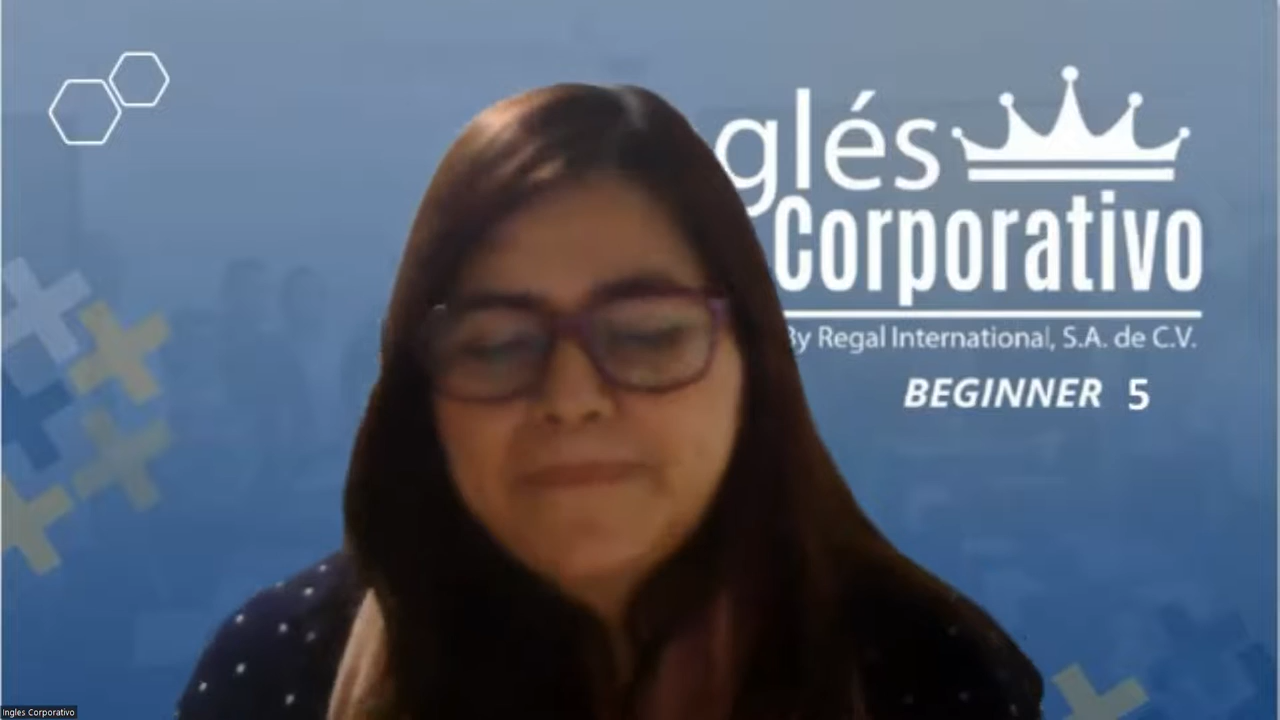 glés
Corporativo
By Regal International, S.A. de C.V.
BEGINNER 5
Ingles Corporativo